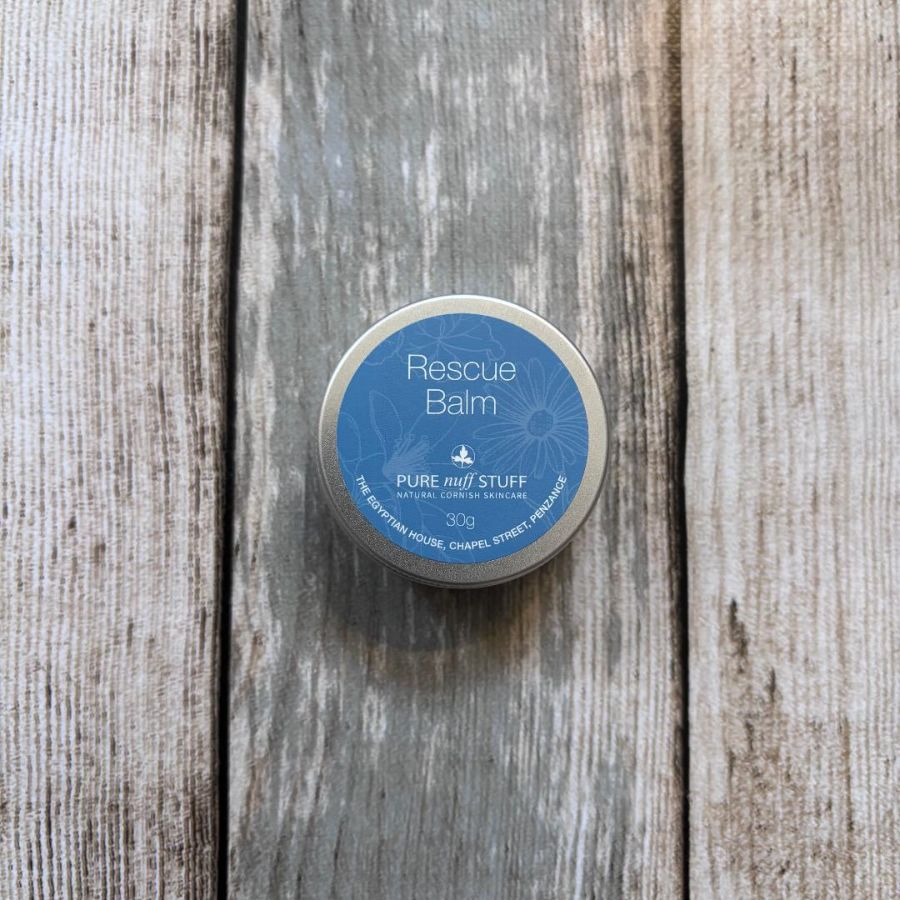 Rescue
Balm
PURE nuff STUFF
NATURAL CORNISH SKINCARE
30g
THE EGYPTIAN HOUSE, CHAPEL STREET, PENZANCE